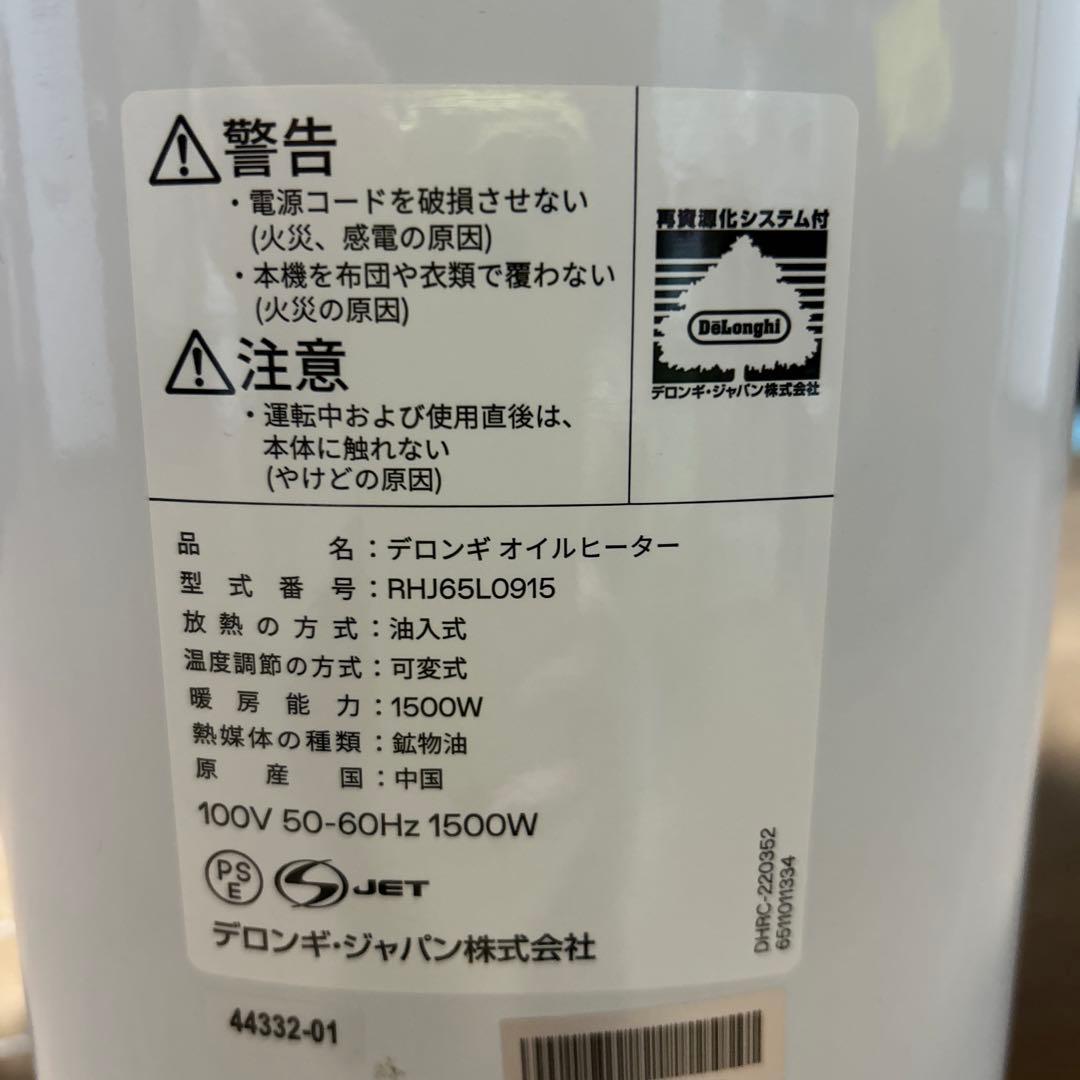 警告
・電源コードを破損させない
(火災、感電の原因)
・本機を布団や衣類で覆わない
(火災の原因)
注意
・運転中および使用直後は、
本体に触れない
(やけどの原因)
再資源化システム付
DēLonghi
デロンギ・ジャパン株式会社
品名：デロンギ オイルヒーター
型式番号：RHJ65L0915
放熱の方式：油入式
温度調節の方式：可変式
暖房能力：1500W
熱媒体の種類：鉱物油
原産国：中国
100V 50-60Hz 1500W
PSE
JET
デロンギ・ジャパン株式会社
DHRC-220352
6511011334
44332-01